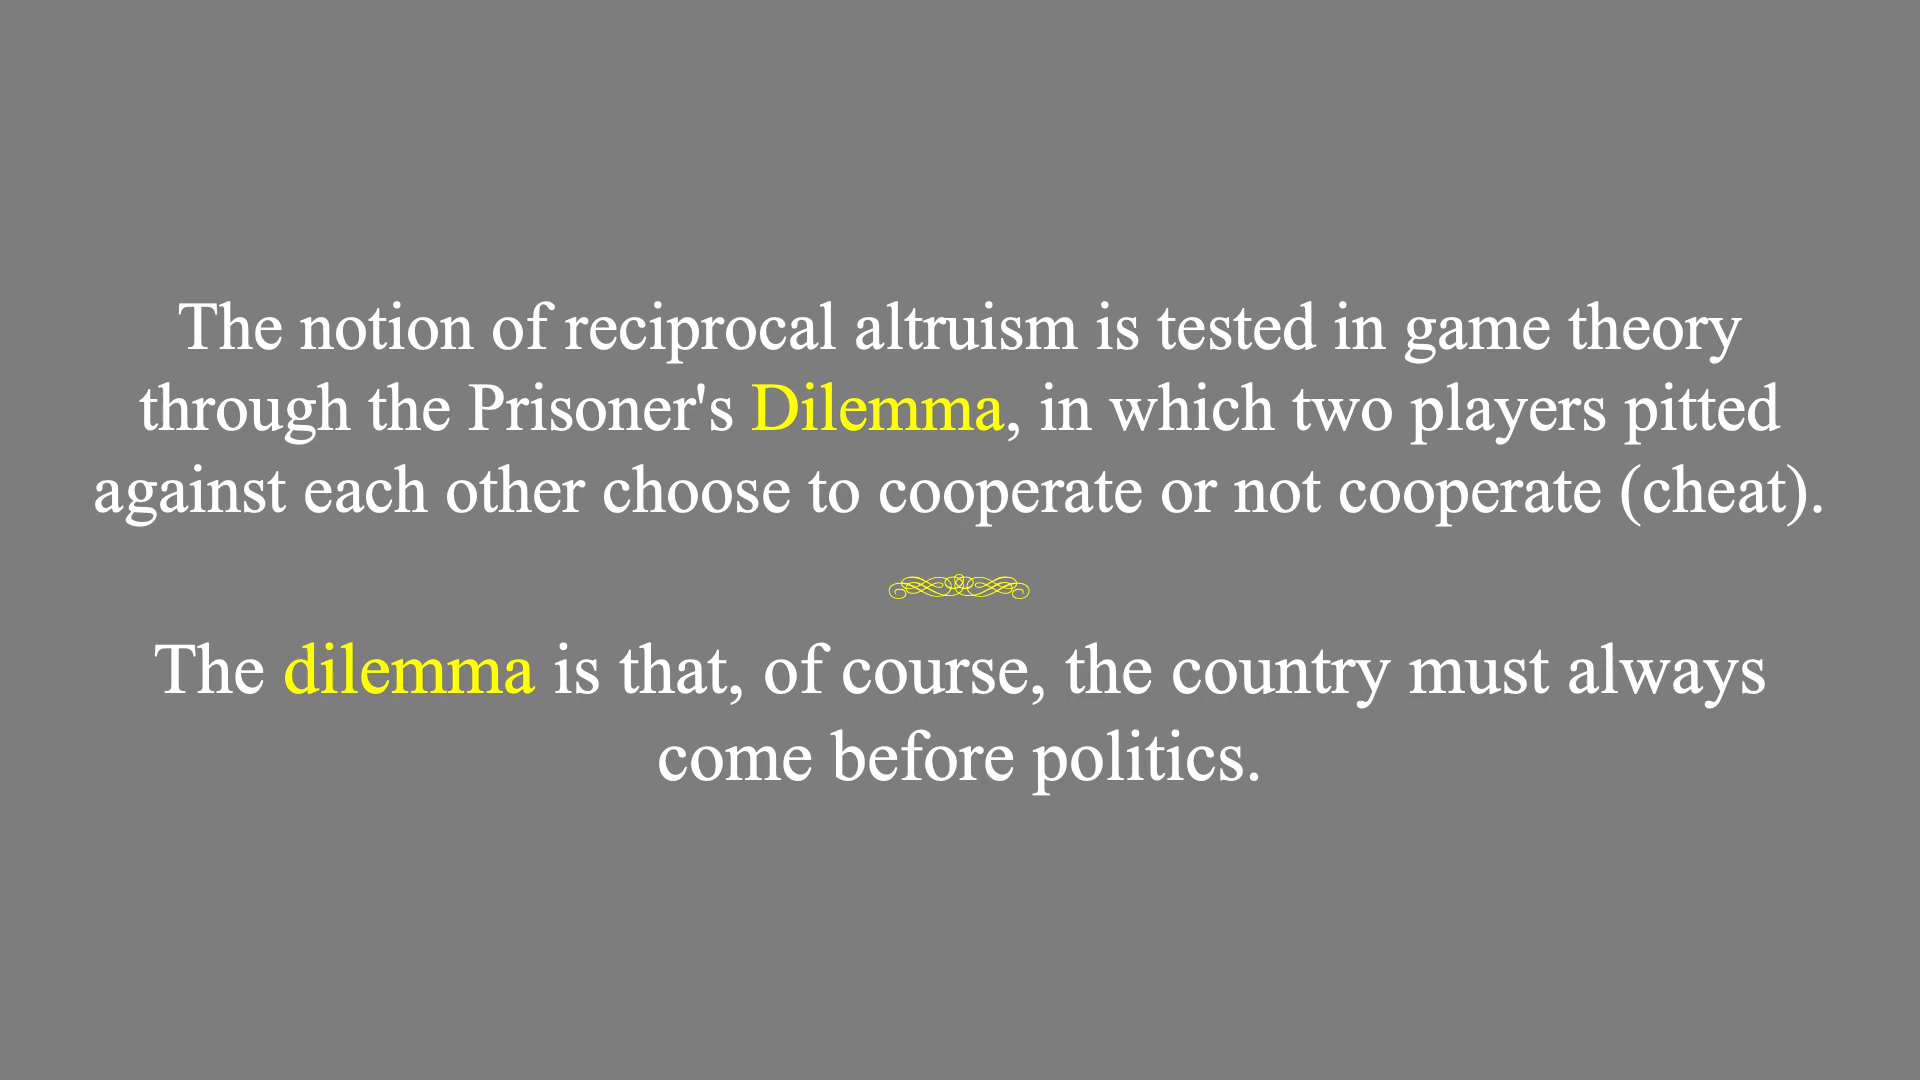 The notion of reciprocal altruism is tested in game theory
through the Prisoner's Dilemma, in which two players pitted
against each other choose to cooperate or not cooperate (cheat).
The dilemma is that, of course, the country must always
come before politics.